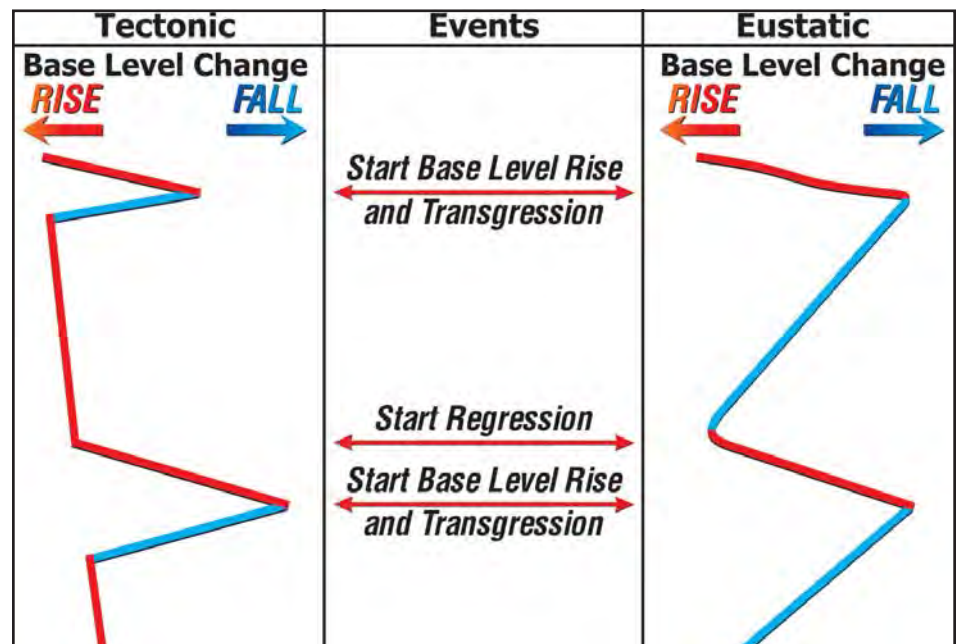 Tectonic
Events
Eustatic
Base Level Change
RISE
FALL
Base Level Change
RISE
FALL
Start Base Level Rise
and Transgression
Start Regression
Start Base Level Rise
and Transgression